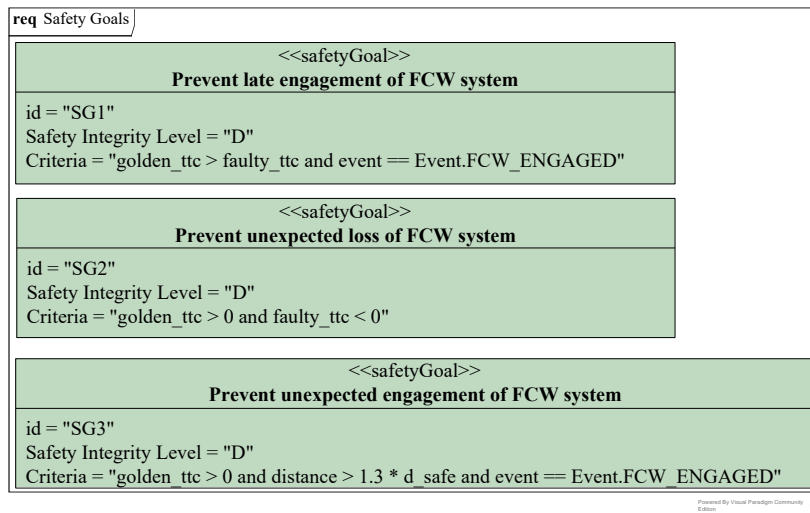 req Safety Goals
<<safetyGoal>>
Prevent late engagement of FCW system
id = "SG1"
Safety Integrity Level = "D"
Criteria = "golden_ttc > faulty_ttc and event == Event.FCW_ENGAGED"
<<safetyGoal>>
Prevent unexpected loss of FCW system
id = "SG2"
Safety Integrity Level = "D"
Criteria = "golden_ttc > 0 and faulty_ttc < 0"
<<safetyGoal>>
Prevent unexpected engagement of FCW system
id = "SG3"
Safety Integrity Level = "D"
Criteria = "golden_ttc > 0 and distance > 1.3 * d_safe and event == Event.FCW_ENGAGED"
Powered By Visual Paradigm Community
Edition